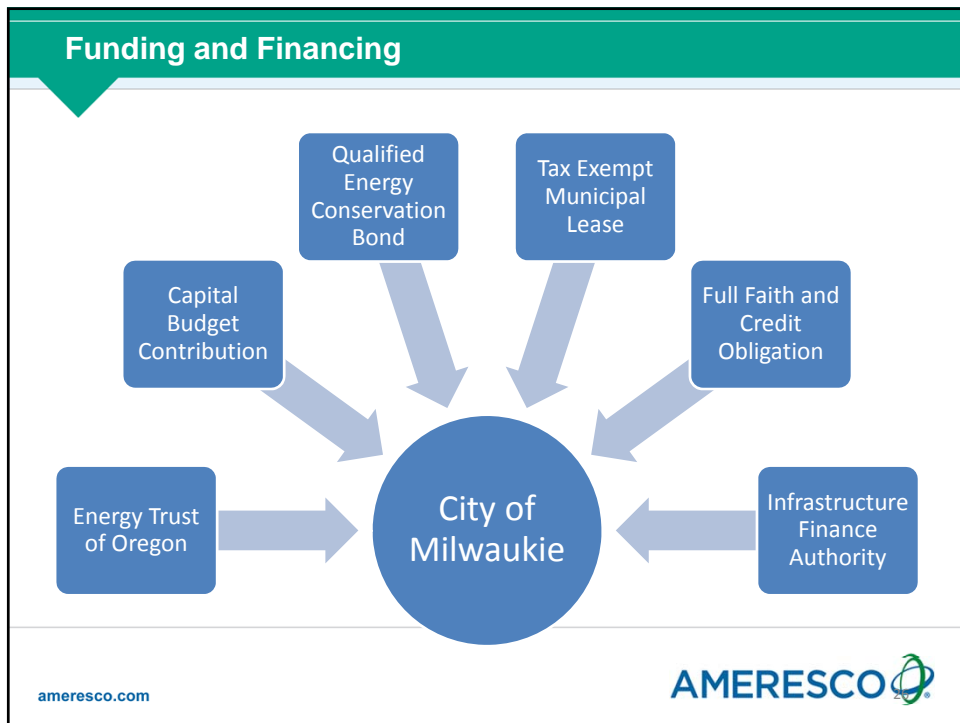 Funding and Financing
Qualified
Energy
Conservation
Bond
Tax Exempt
Municipal
Lease
Capital
Budget
Contribution
Full Faith and
Credit
Obligation
Energy Trust
of Oregon
City of
Milwaukie
Infrastructure
Finance
Authority
ameresco.com
AMERESCO